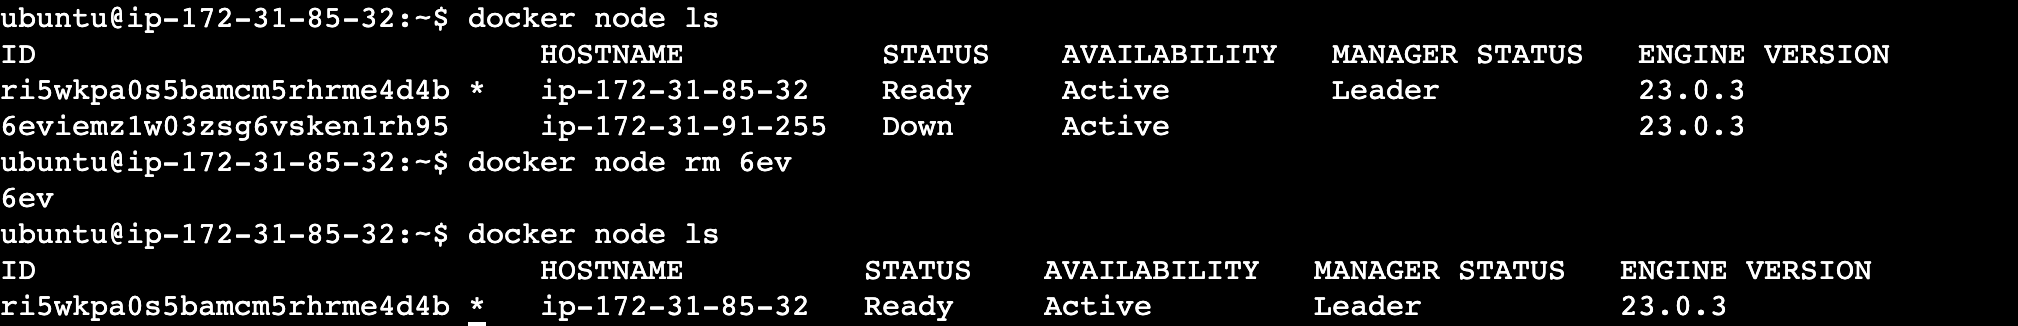 ubuntu@ip-172-31-85-32:~$ docker node ls
ID                            HOSTNAME           STATUS    AVAILABILITY   MANAGER STATUS   ENGINE VERSION
ri5wkpa0s5bamcm5rhrme4d4b *   ip-172-31-85-32    Ready     Active         Leader           23.0.3
6eviemz1w03zsg6vsken1rh95     ip-172-31-91-255   Down      Active                          23.0.3
ubuntu@ip-172-31-85-32:~$ docker node rm 6ev
6ev
ubuntu@ip-172-31-85-32:~$ docker node ls
ID                            HOSTNAME          STATUS    AVAILABILITY   MANAGER STATUS   ENGINE VERSION
ri5wkpa0s5bamcm5rhrme4d4b *   ip-172-31-85-32   Ready     Active         Leader           23.0.3